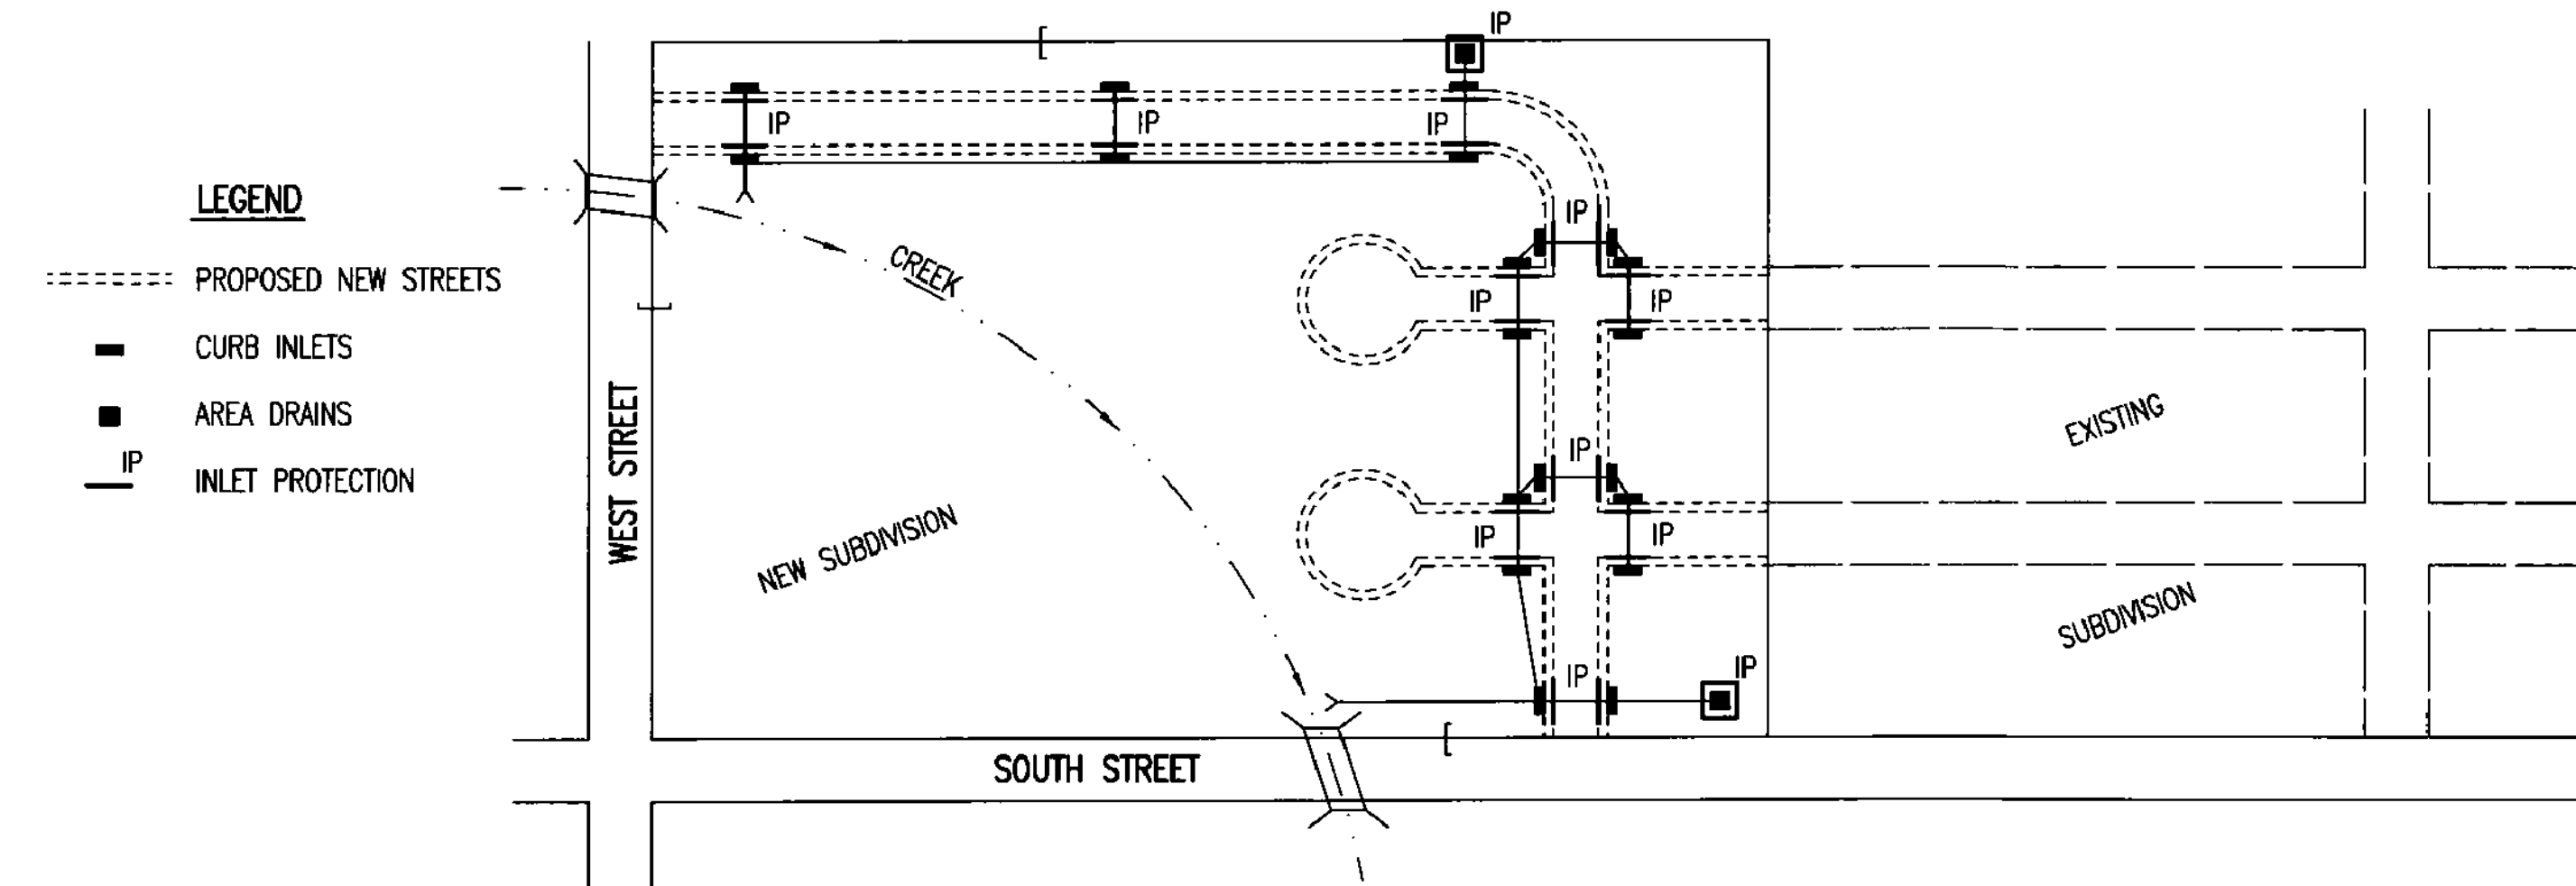 LEGEND
PROPOSED NEW STREETS
CURB INLETS
AREA DRAINS
IP
INLET PROTECTION
WEST STREET
SOUTH STREET
CREEK
NEW SUBDIVISION
EXISTING
SUBDIVISION
IP
IP
IP
IP
IP
IP
IP
IP
IP
IP
IP
IP